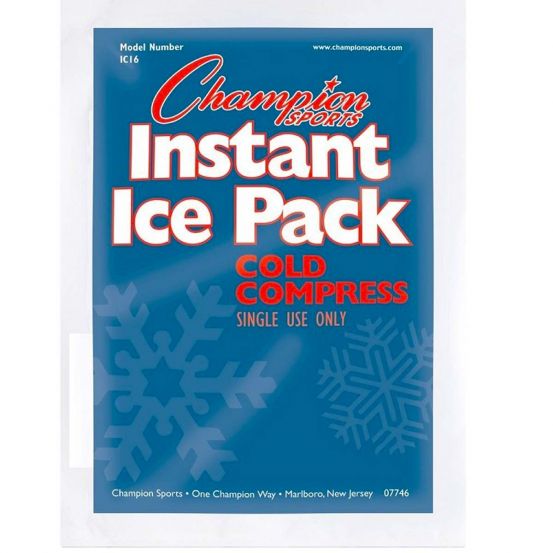 Model Number www.championsports.com
IC16
Champion
SPORTS
Instant
Ice Pack
COLD
COMPRESS
SINGLE USE ONLY
Champion Sports • One Champion Way • Marlboro, New Jersey 07746